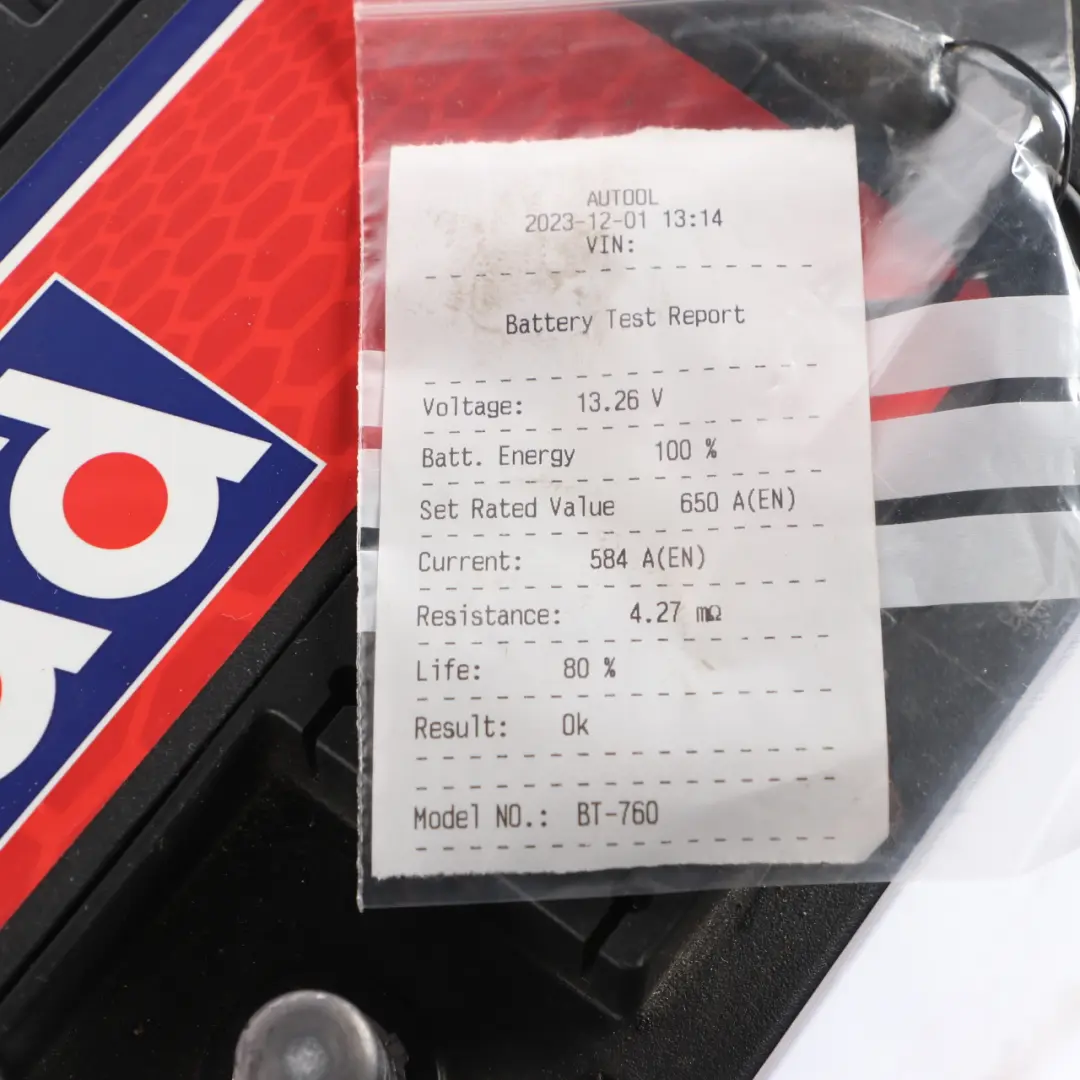 AUTOOL
2023-12-01 13:14
VIN:
Battery Test Report
Voltage: 13.26 V
Batt. Energy 100 %
Set Rated Value 650 A(EN)
Current: 584 A(EN)
Resistance: 4.27 mΩ
Life: 80 %
Result: Ok
Model NO.: BT-760